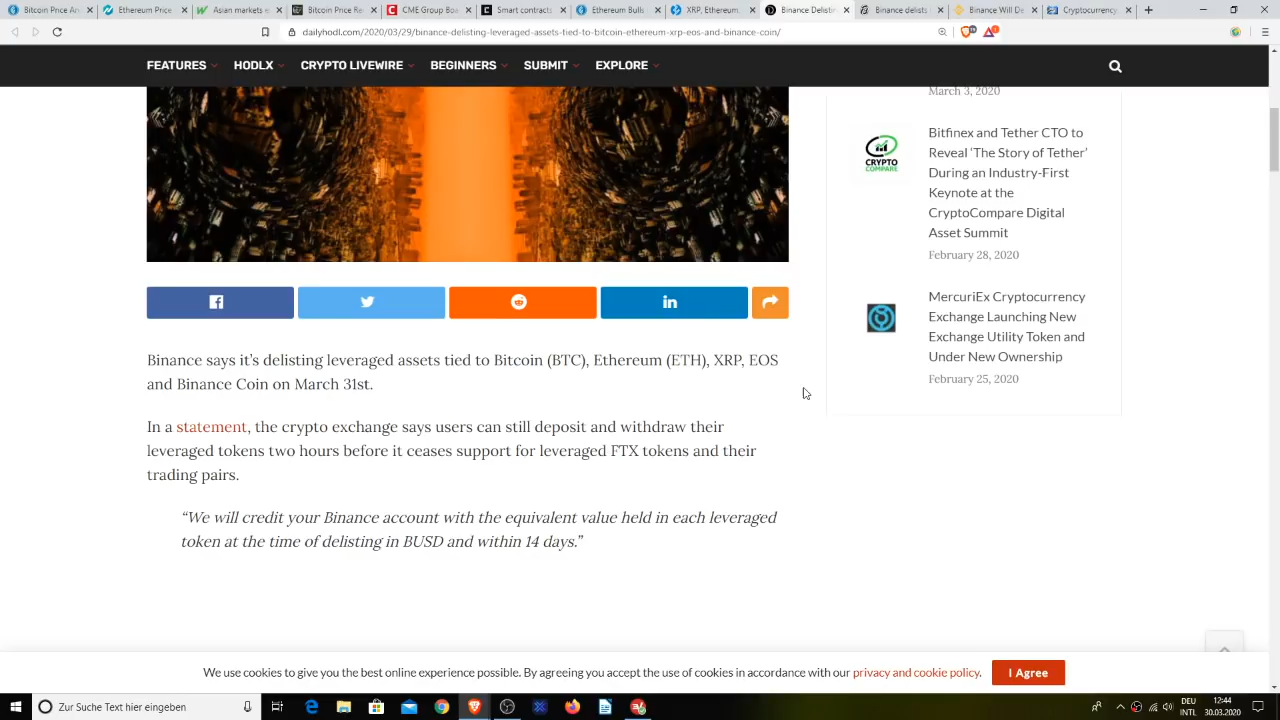 Bitcoin Price An
Ethereum Price
Asian markets s
Bitcoin Price Re
CME Group Bas
Smart contracts
Ethereum Bulls
XRP, Ethereum,
Binance Delistin
Binance delists
Bitcoin and Eth
Cryptocurrency
dailyhodl.com/2020/03/29/binance-delisting-leveraged-assets-tied-to-bitcoin-ethereum-xrp-eos-and-binance-coin/
FEATURES HODLX CRYPTO LIVEWIRE BEGINNERS SUBMIT EXPLORE
March 3, 2020
Bitfinex and Tether CTO to
Reveal ‘The Story of Tether’
During an Industry-First
Keynote at the
CryptoCompare Digital
Asset Summit
February 28, 2020
CRYPTO
COMPARE
MercuriEx Cryptocurrency
Exchange Launching New
Exchange Utility Token and
Under New Ownership
February 25, 2020
Binance says it’s delisting leveraged assets tied to Bitcoin (BTC), Ethereum (ETH), XRP, EOS
and Binance Coin on March 31st.
In a statement, the crypto exchange says users can still deposit and withdraw their
leveraged tokens two hours before it ceases support for leveraged FTX tokens and their
trading pairs.
“We will credit your Binance account with the equivalent value held in each leveraged
token at the time of delisting in BUSD and within 14 days.”
We use cookies to give you the best online experience possible. By agreeing you accept the use of cookies in accordance with our privacy and cookie policy. I Agree
Zur Suche Text hier eingeben
DEU
INTL
12:44
30.03.2020